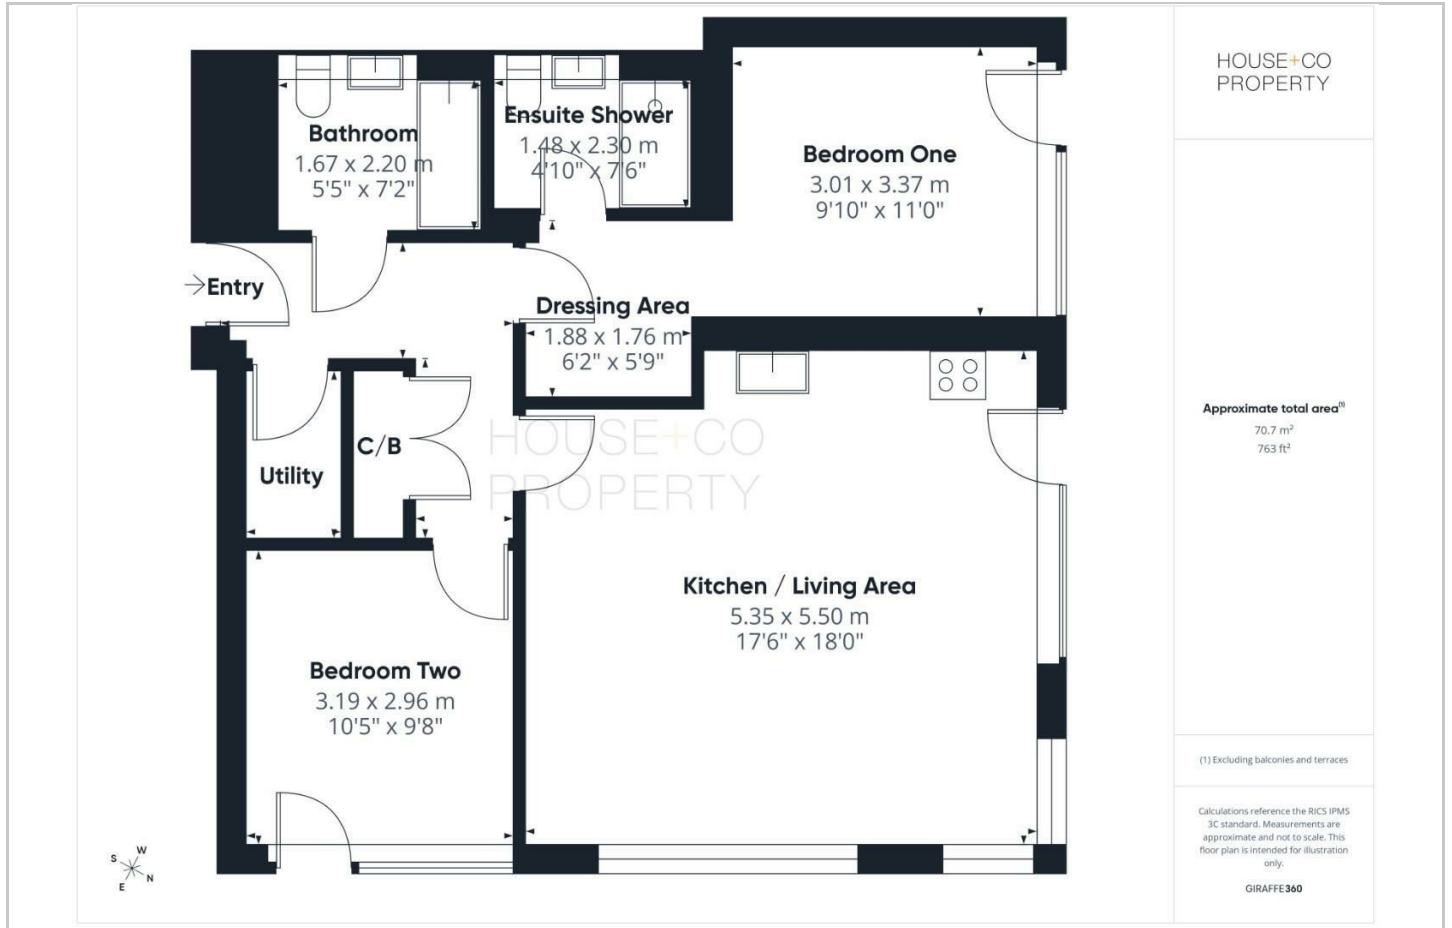 Bathroom
1.67 x 2.20 m
5'5" x 7'2"
Ensuite Shower
1.48 x 2.30 m
4'10" x 7'6"
Bedroom One
3.01 x 3.37 m
9'10" x 11'0"
Entry
Dressing Area
1.88 x 1.76 m
6'2" x 5'9"
C/B
Utility
HOUSE+CO
PROPERTY
Kitchen / Living Area
5.35 x 5.50 m
17'6" x 18'0"
Bedroom Two
3.19 x 2.96 m
10'5" x 9'8"
W
S
N
E
HOUSE+CO
PROPERTY
Approximate total area(1)
70.7 m²
763 ft²
(1) Excluding balconies and terraces
Calculations reference the RICS IPMS
3C standard. Measurements are
approximate and not to scale. This
floor plan is intended for illustration
only.
GIRAFFE360